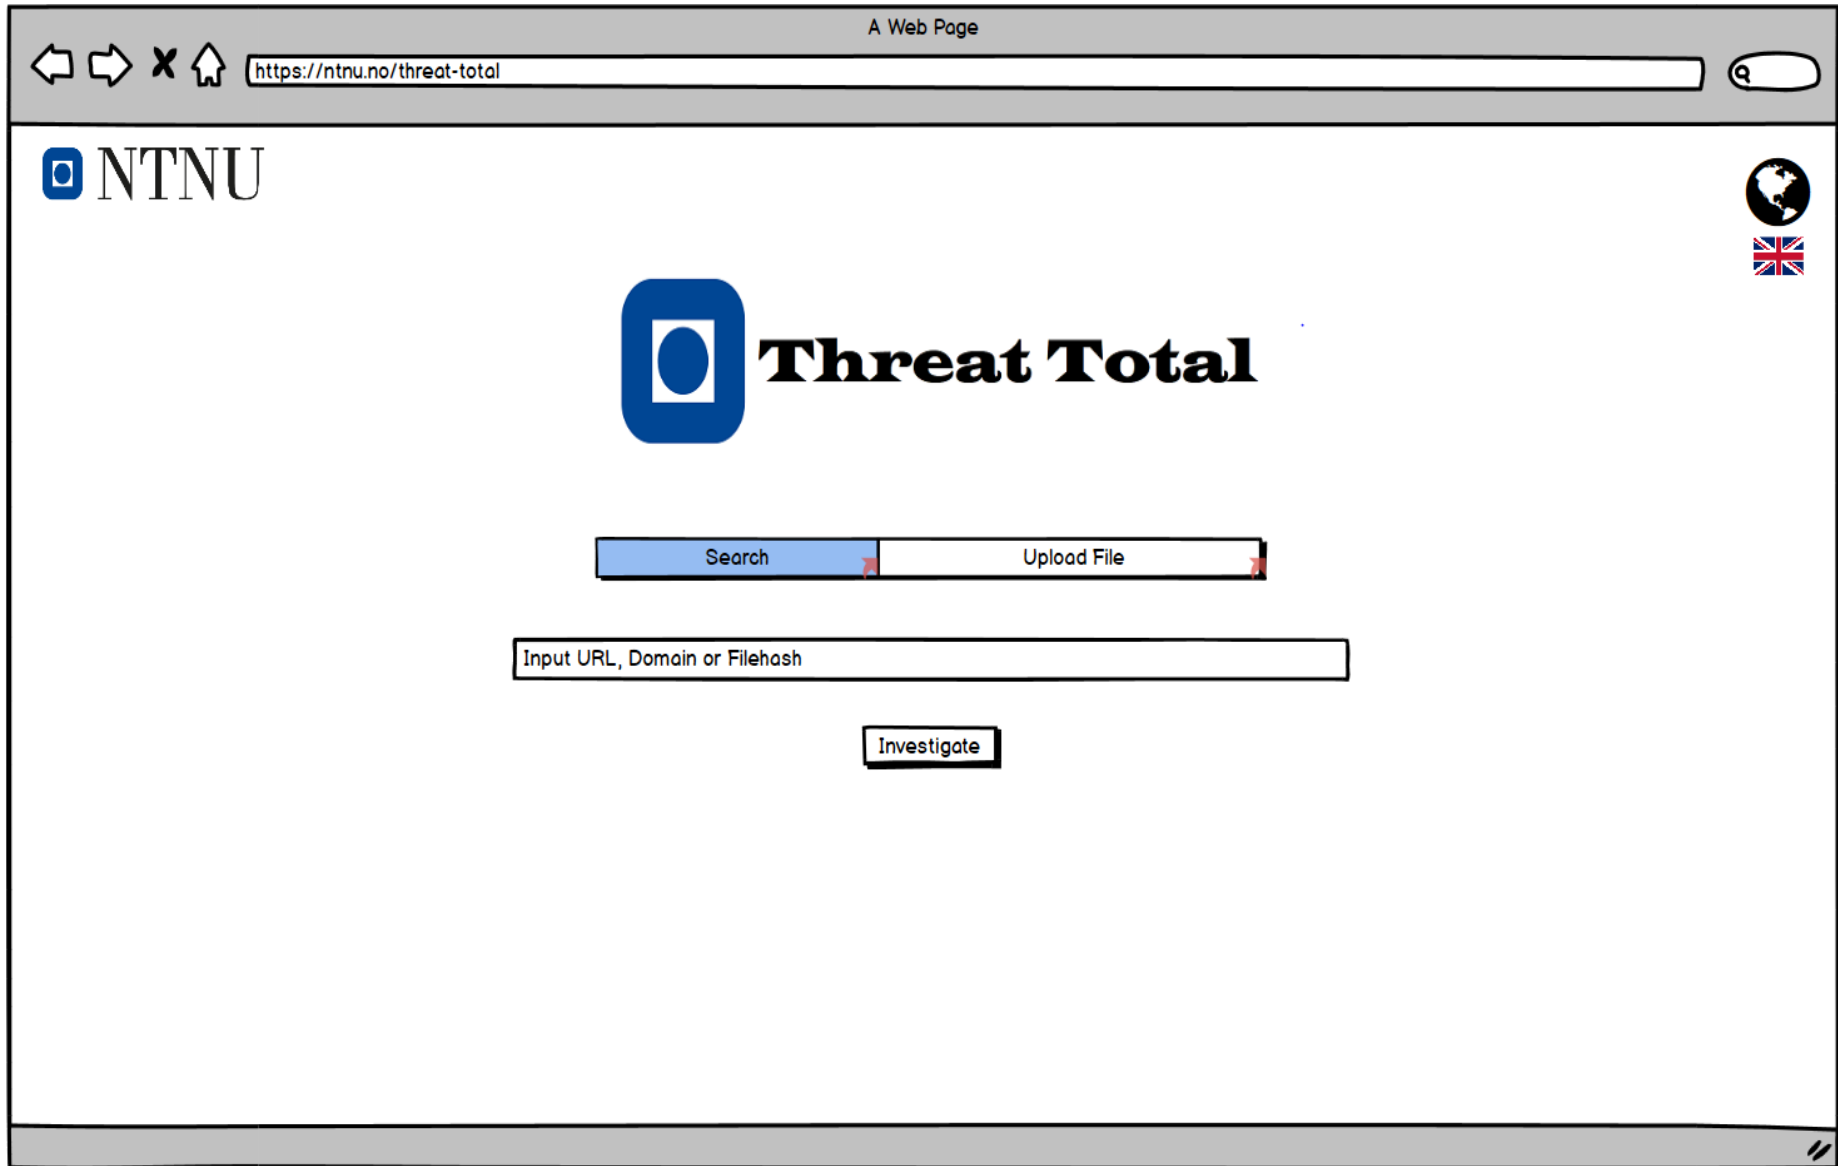 A Web Page
https://ntnu.no/threat-total
NTNU
Threat Total
Search
Upload File
Input URL, Domain or Filehash
Investigate